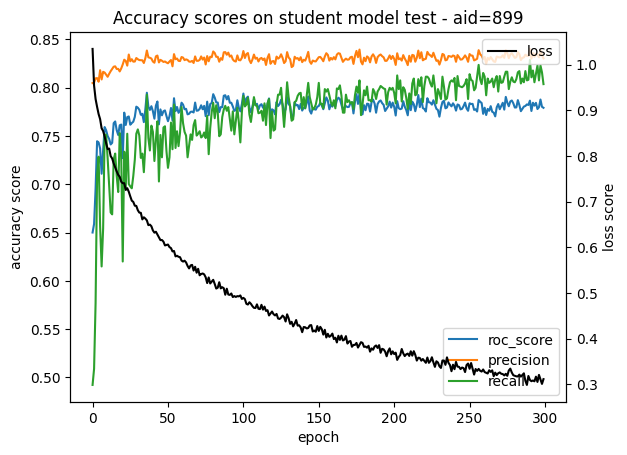 Accuracy scores on student model test - aid=899
loss
accuracy score
0.85
0.80
0.75
0.70
0.65
0.60
0.55
0.50
1.0
0.9
0.8
0.7
0.6
0.5
0.4
0.3
loss score
roc_score
precision
recall
0
50
100
150
200
250
300
epoch